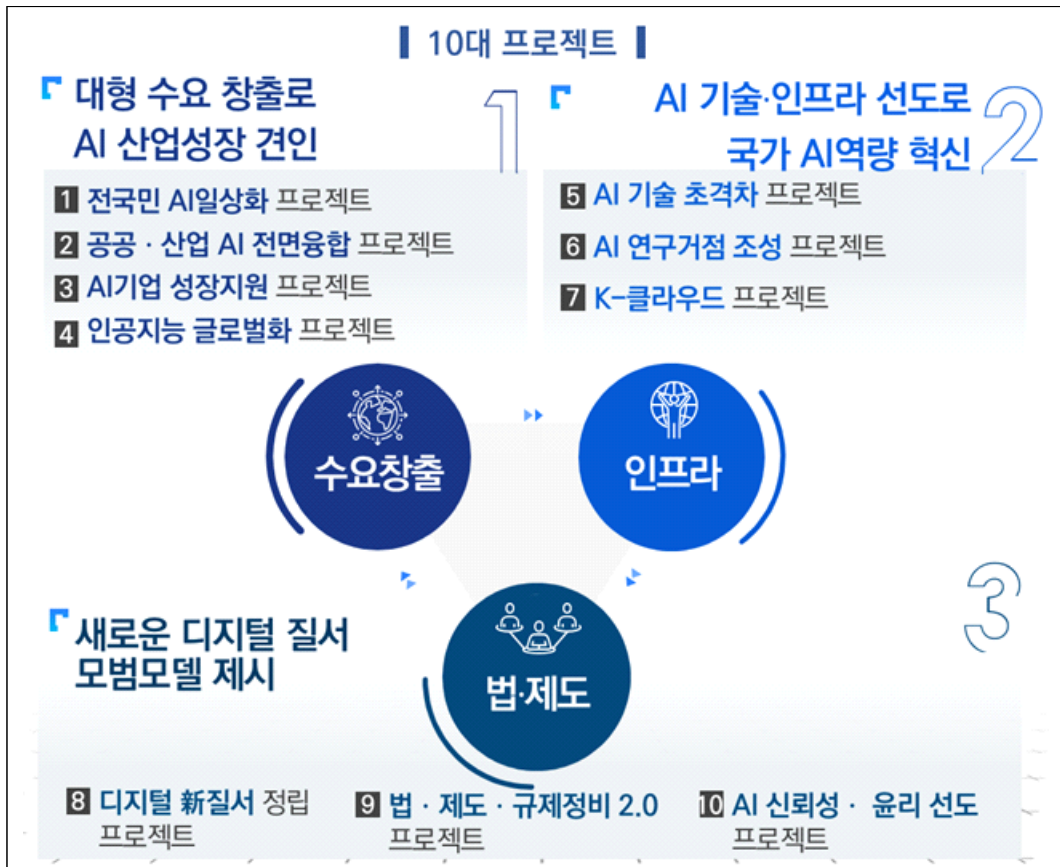 10대 프로젝트
대형 수요 창출로
AI 산업성장 견인
1
1 전국민 AI일상화 프로젝트
2 공공·산업 AI 전면융합 프로젝트
3 AI기업 성장지원 프로젝트
4 인공지능 글로벌화 프로젝트
AI 기술·인프라 선도로
국가 AI역량 혁신
2
5 AI 기술 초격차 프로젝트
6 AI 연구거점 조성 프로젝트
7 K-클라우드 프로젝트
수요창출
인프라
법·제도
새로운 디지털 질서
모범모델 제시
3
8 디지털 新질서 정립
프로젝트
9 법·제도·규제정비 2.0
프로젝트
10 AI 신뢰성· 윤리 선도
프로젝트